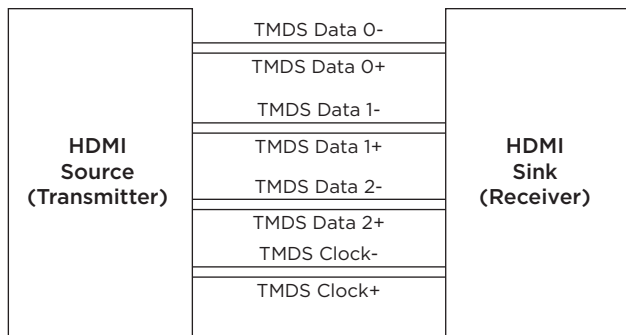 HDMI
Source
(Transmitter)
TMDS Data 0-
TMDS Data 0+
TMDS Data 1-
TMDS Data 1+
TMDS Data 2-
TMDS Data 2+
TMDS Clock-
TMDS Clock+
HDMI
Sink
(Receiver)